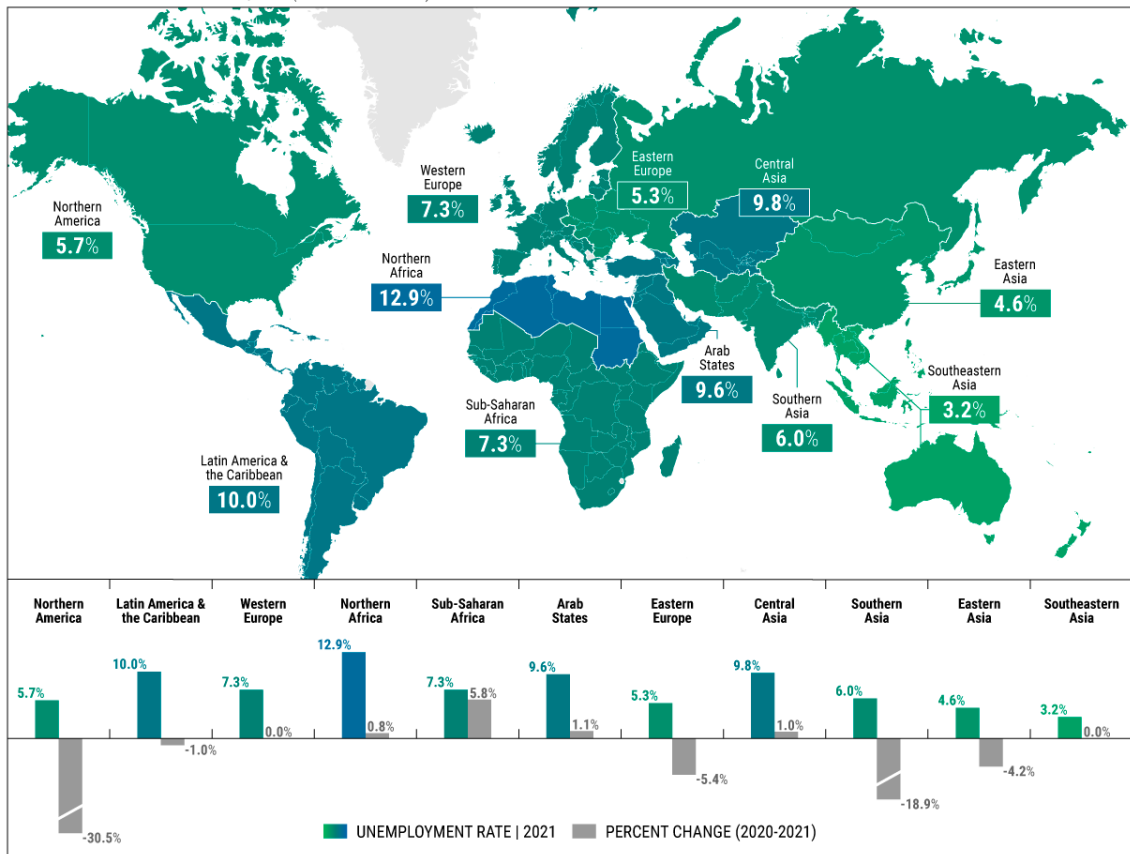 Northern
America
5.7%
Latin America &
the Caribbean
10.0%
Western
Europe
7.3%
Northern
Africa
12.9%
Sub-Saharan
Africa
7.3%
Eastern
Europe
5.3%
Central
Asia
9.8%
Arab
States
9.6%
Southern
Asia
6.0%
Eastern
Asia
4.6%
Southeastern
Asia
3.2%
Northern
America
Latin America &
the Caribbean
Western
Europe
Northern
Africa
Sub-Saharan
Africa
Arab
States
Eastern
Europe
Central
Asia
Southern
Asia
Eastern
Asia
Southeastern
Asia
5.7%
-30.5%
10.0%
-1.0%
7.3%
0.0%
12.9%
0.8%
7.3%
5.8%
9.6%
1.1%
5.3%
-5.4%
9.8%
1.0%
6.0%
-18.9%
4.6%
-4.2%
3.2%
0.0%
UNEMPLOYMENT RATE | 2021
PERCENT CHANGE (2020-2021)